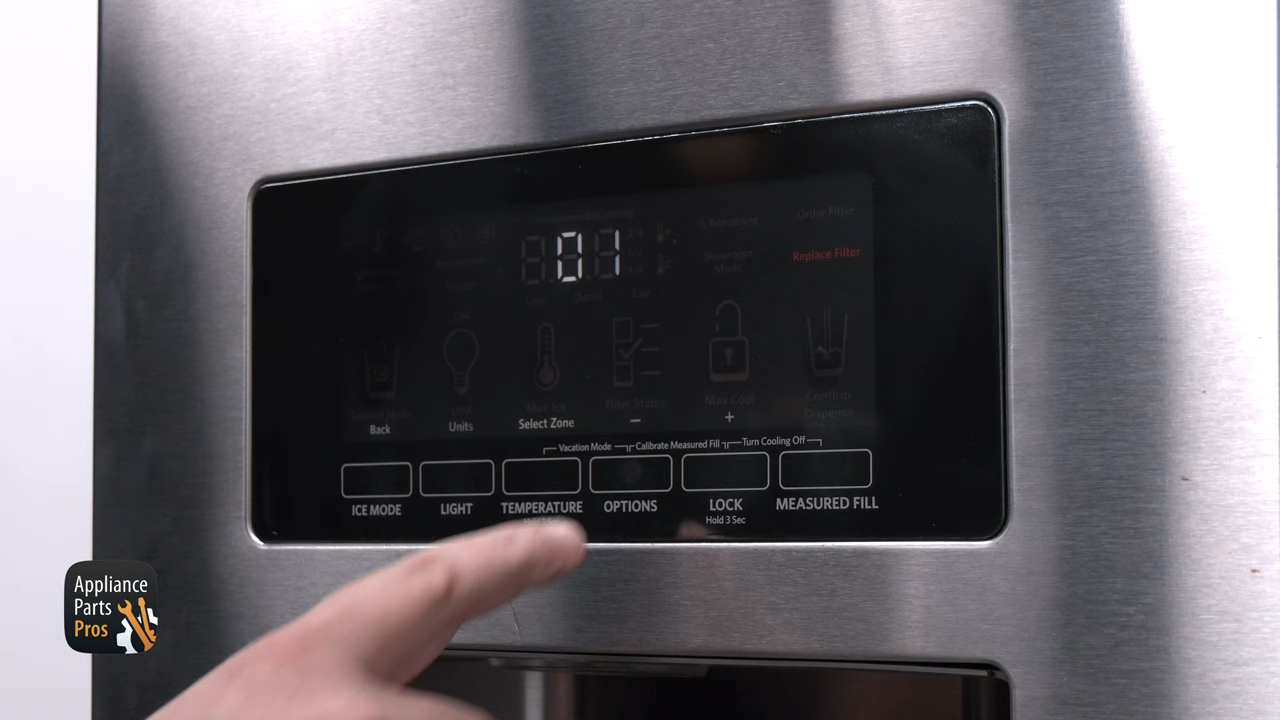 01
% Remaining
Order Filter
Showroom
Mode
Replace Filter
Max Ice
Filter Status
Max Cool
Confirm
Dispense
Back
Units
Select Zone
−
+
Vacation Mode
Calibrate Measured Fill
Turn Cooling Off
ICE MODE
LIGHT
TEMPERATURE
OPTIONS
LOCK
MEASURED FILL
Hold 3 Sec
Appliance
Parts
Pros